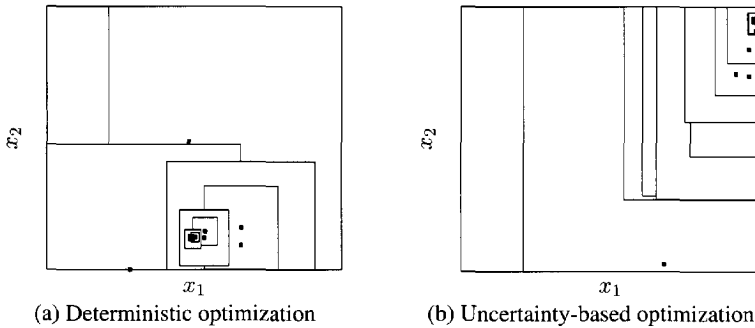 x₂
x₁
(a) Deterministic optimization
x₂
x₁
(b) Uncertainty-based optimization